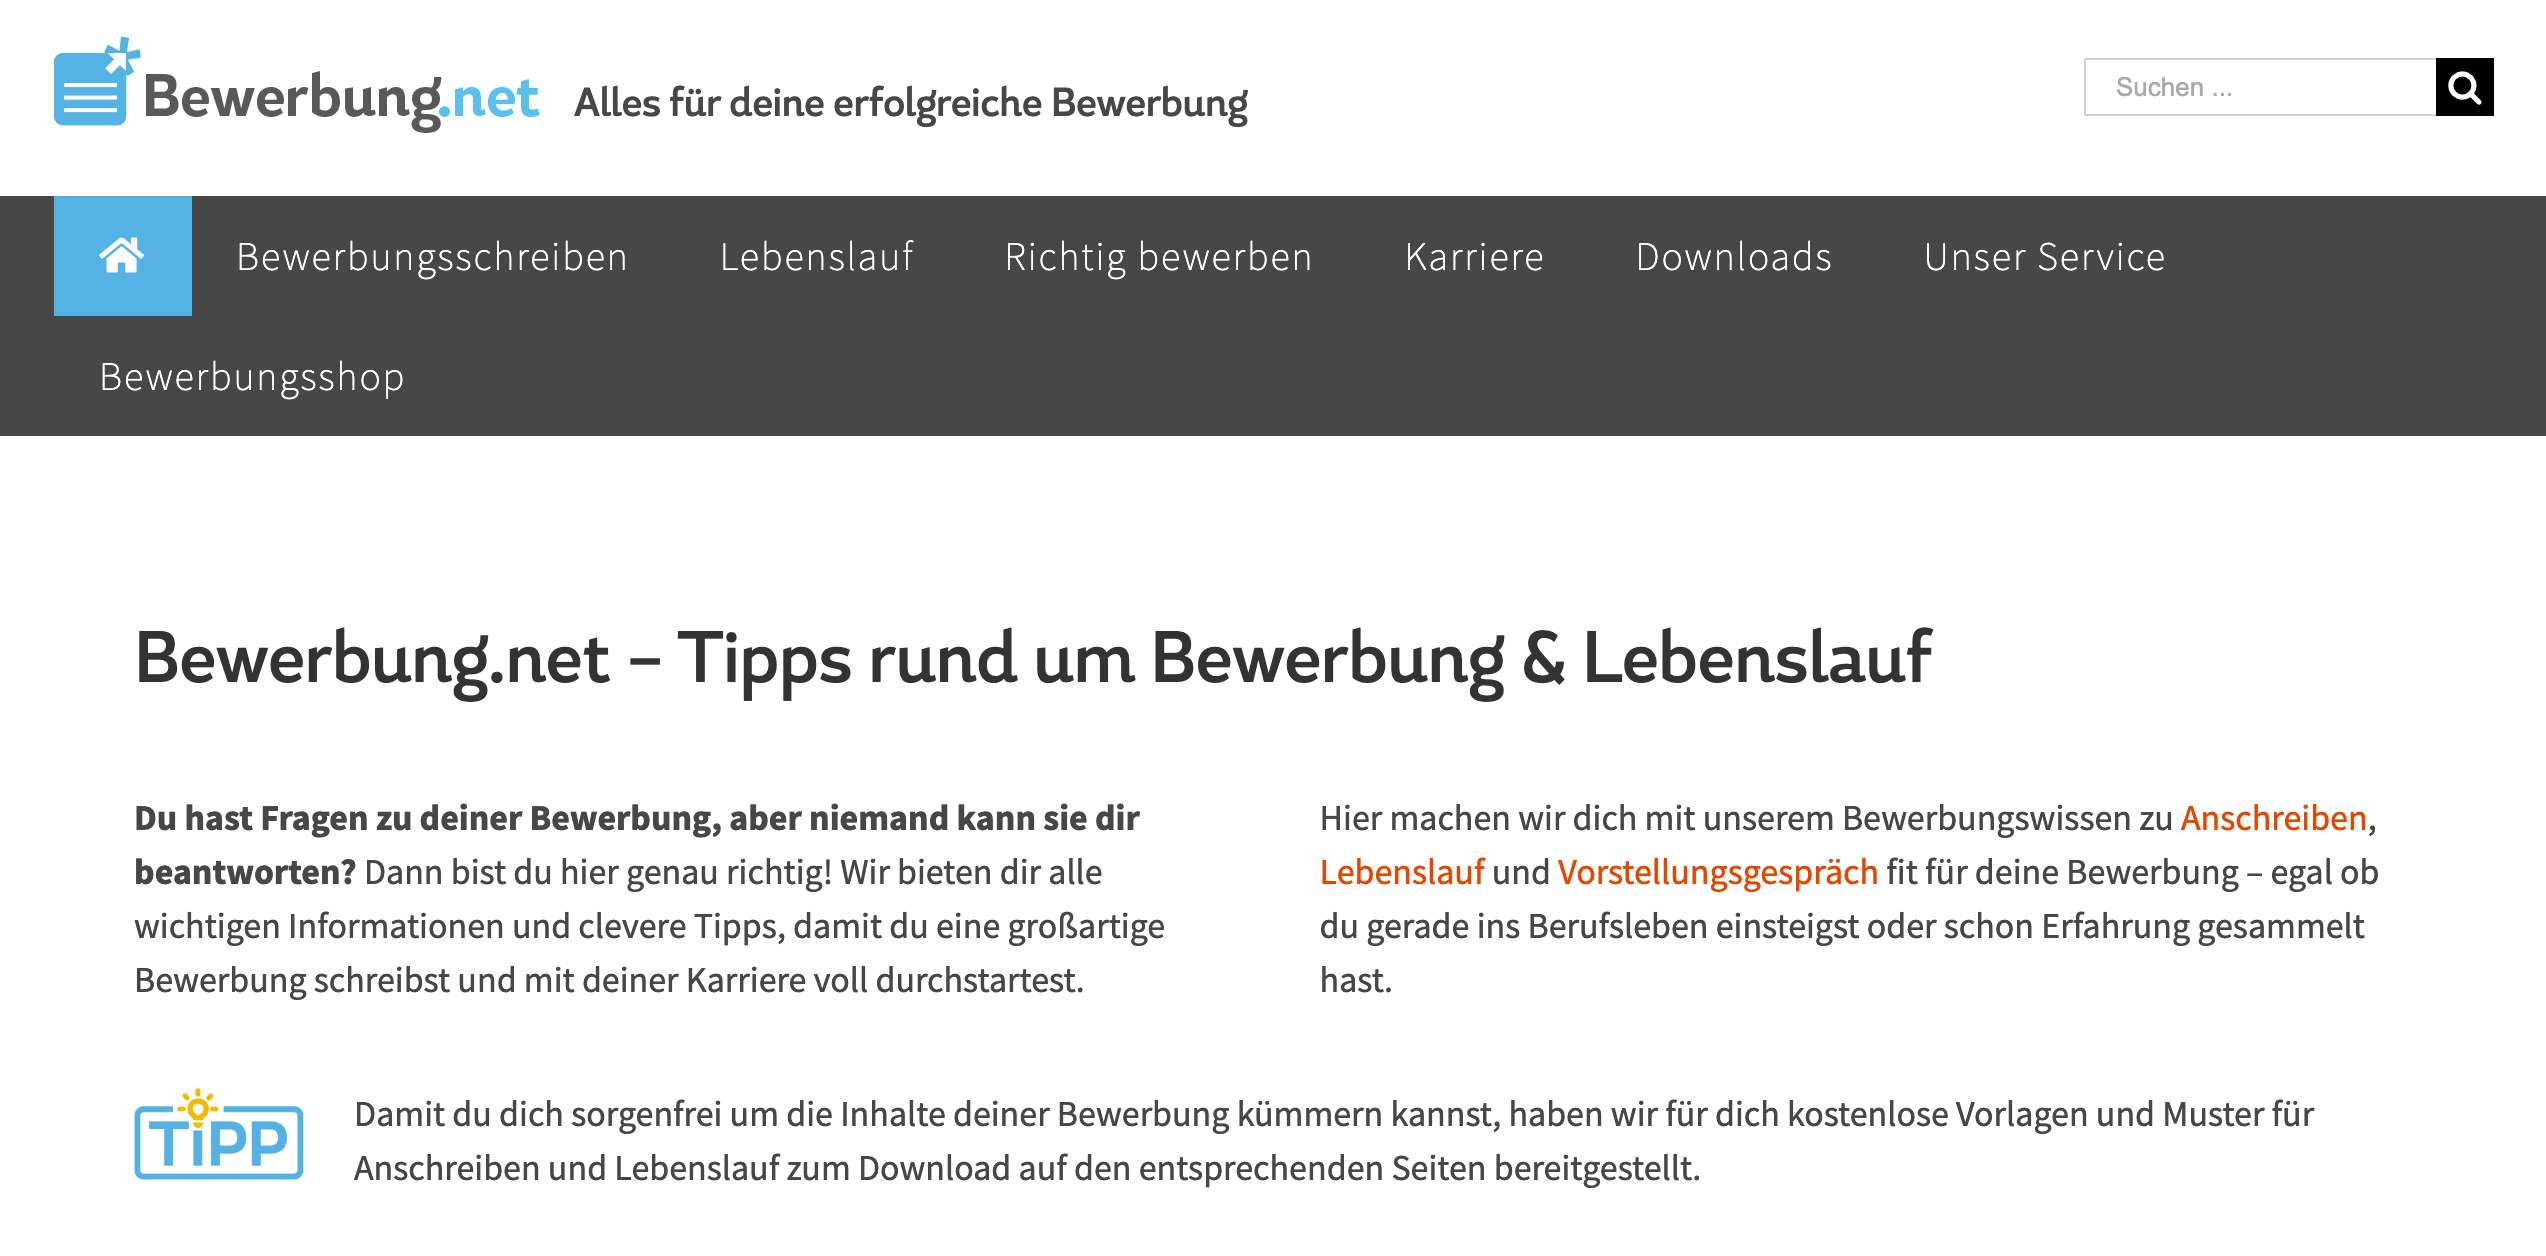 Bewerbung.net Alles für deine erfolgreiche Bewerbung
Suchen ...
Bewerbungsschreiben Lebenslauf Richtig bewerben Karriere Downloads Unser Service
Bewerbungsshop
Bewerbung.net – Tipps rund um Bewerbung & Lebenslauf
Du hast Fragen zu deiner Bewerbung, aber niemand kann sie dir
beantworten? Dann bist du hier genau richtig! Wir bieten dir alle
wichtigen Informationen und clevere Tipps, damit du eine großartige
Bewerbung schreibst und mit deiner Karriere voll durchstartest.
Hier machen wir dich mit unserem Bewerbungswissen zu Anschreiben,
Lebenslauf und Vorstellungsgespräch fit für deine Bewerbung – egal ob
du gerade ins Berufsleben einsteigst oder schon Erfahrung gesammelt
hast.
TiPP
Damit du dich sorgenfrei um die Inhalte deiner Bewerbung kümmern kannst, haben wir für dich kostenlose Vorlagen und Muster für
Anschreiben und Lebenslauf zum Download auf den entsprechenden Seiten bereitgestellt.